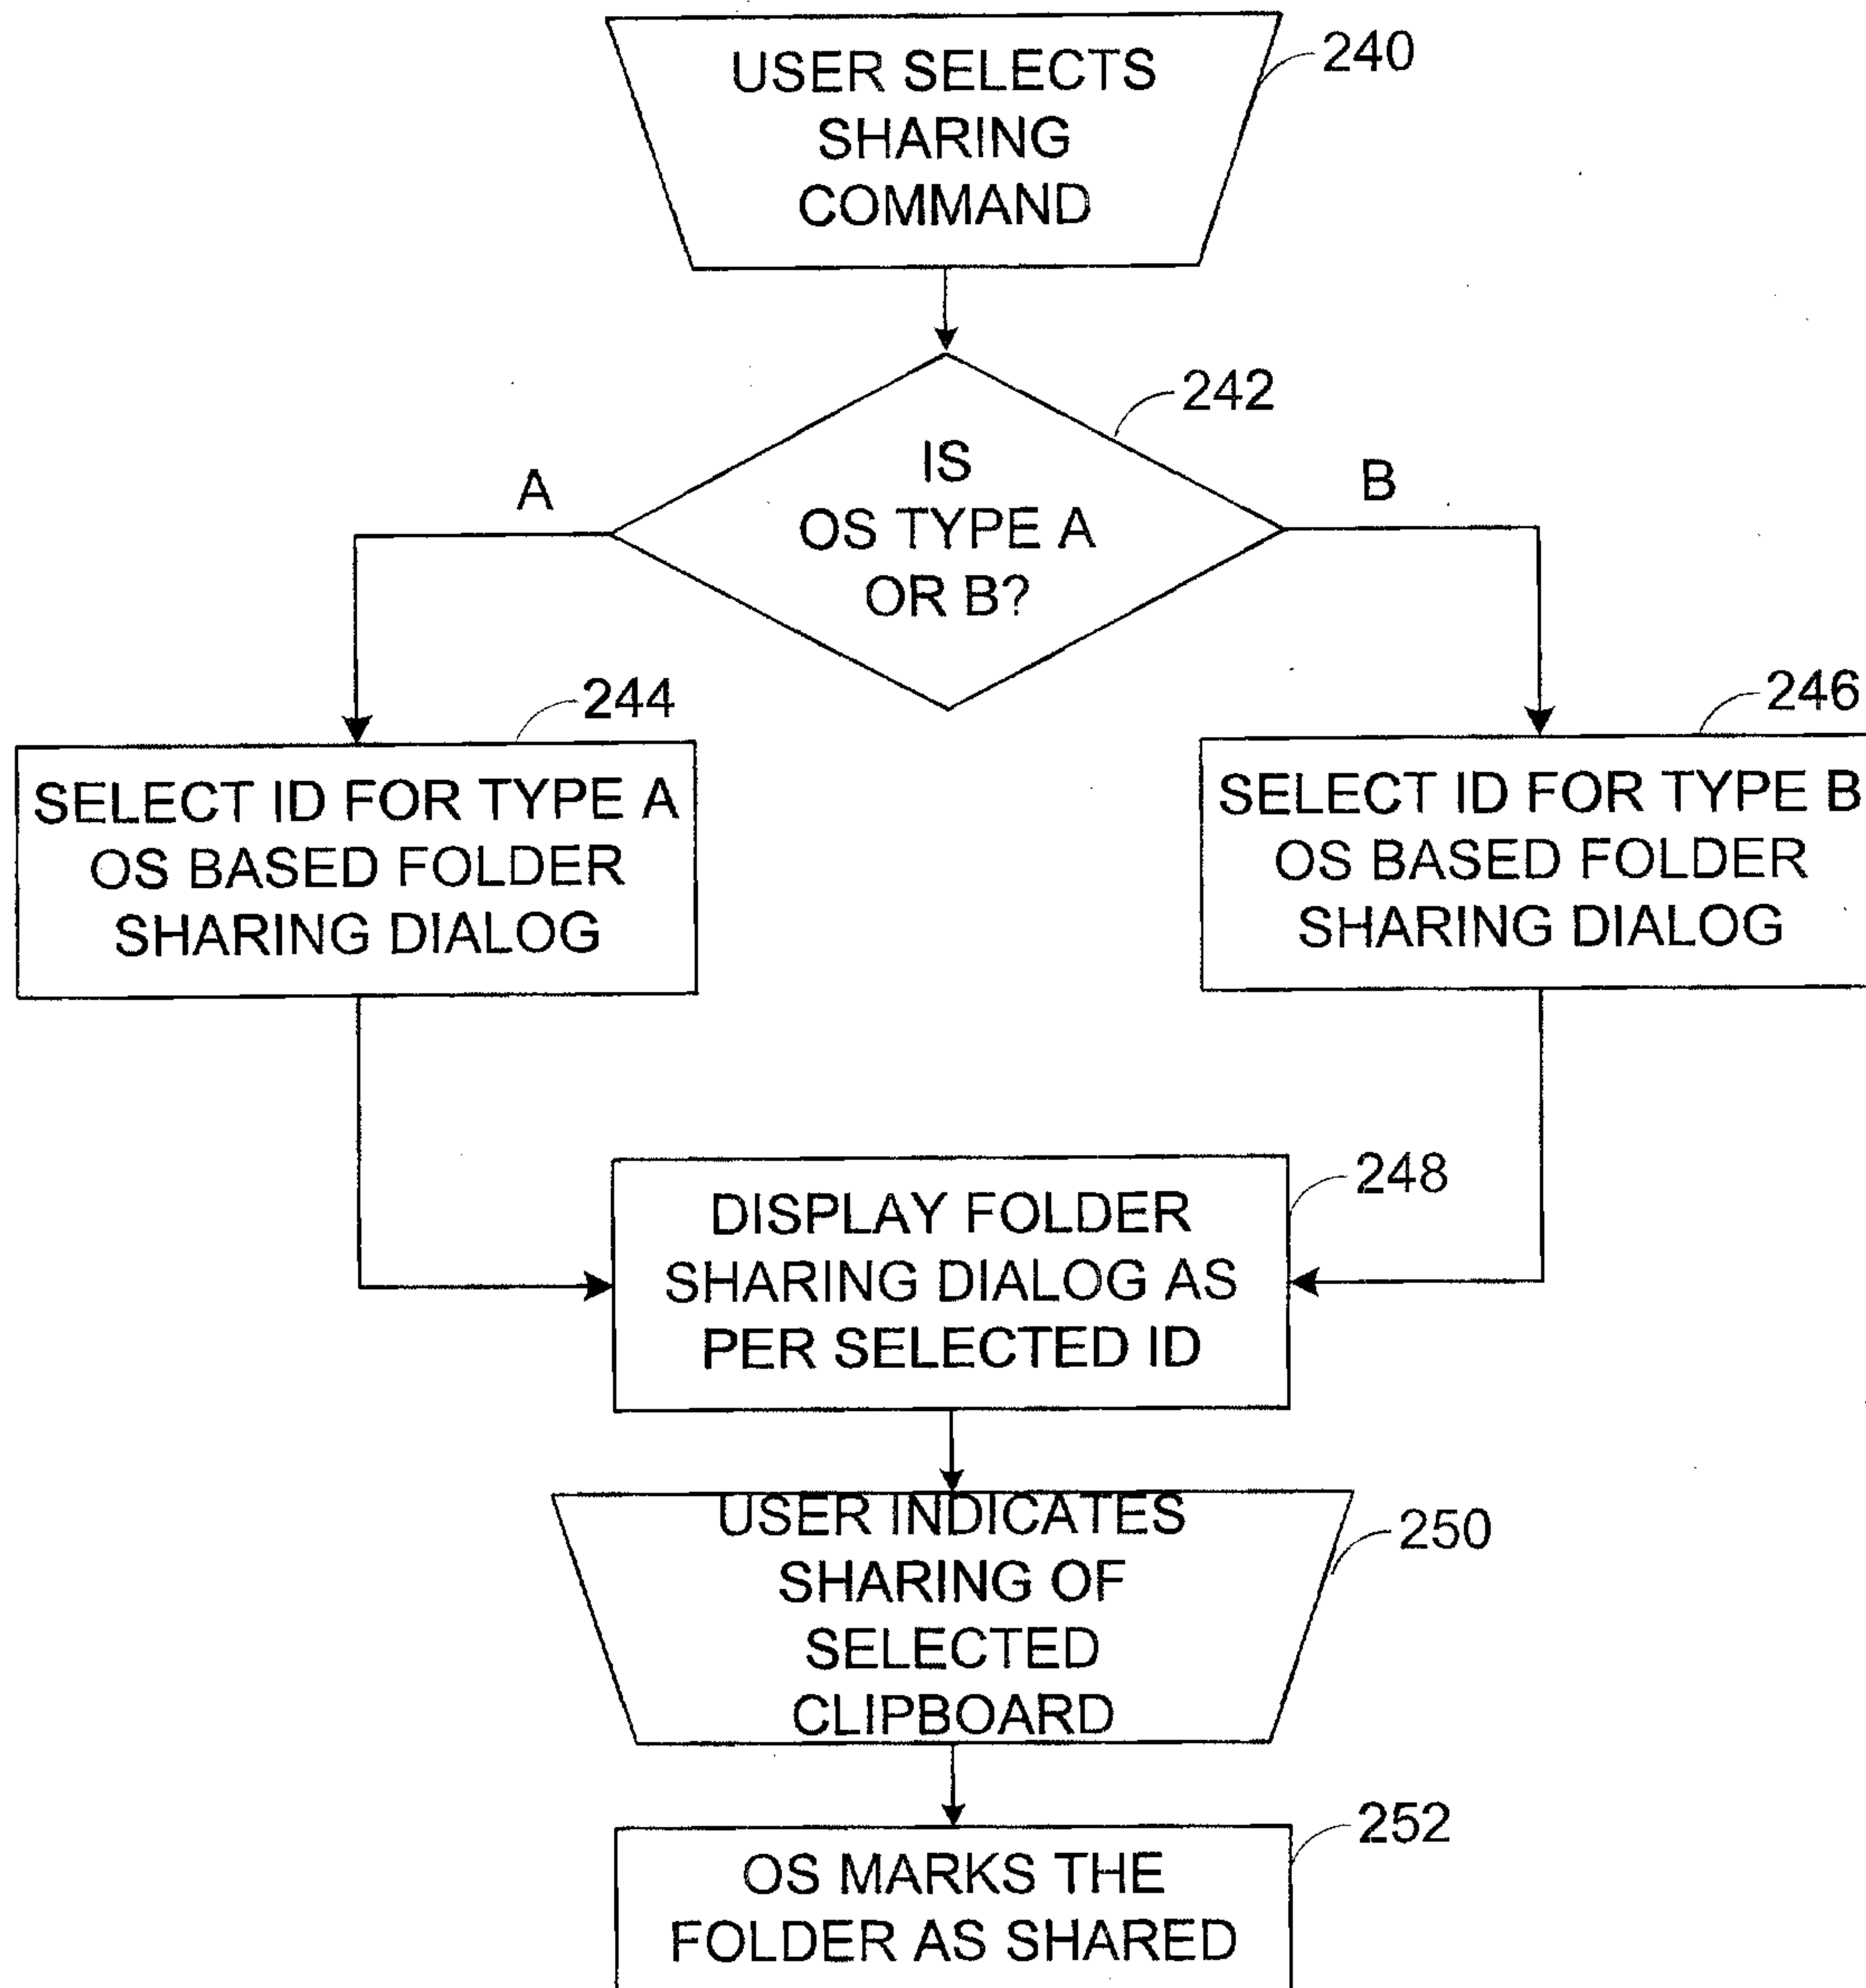 USER SELECTS
SHARING
COMMAND
240
242
IS
OS TYPE A
OR B?
A
B
244
SELECT ID FOR TYPE A
OS BASED FOLDER
SHARING DIALOG
246
SELECT ID FOR TYPE B
OS BASED FOLDER
SHARING DIALOG
248
DISPLAY FOLDER
SHARING DIALOG AS
PER SELECTED ID
USER INDICATES
SHARING OF
SELECTED
CLIPBOARD
250
252
OS MARKS THE
FOLDER AS SHARED